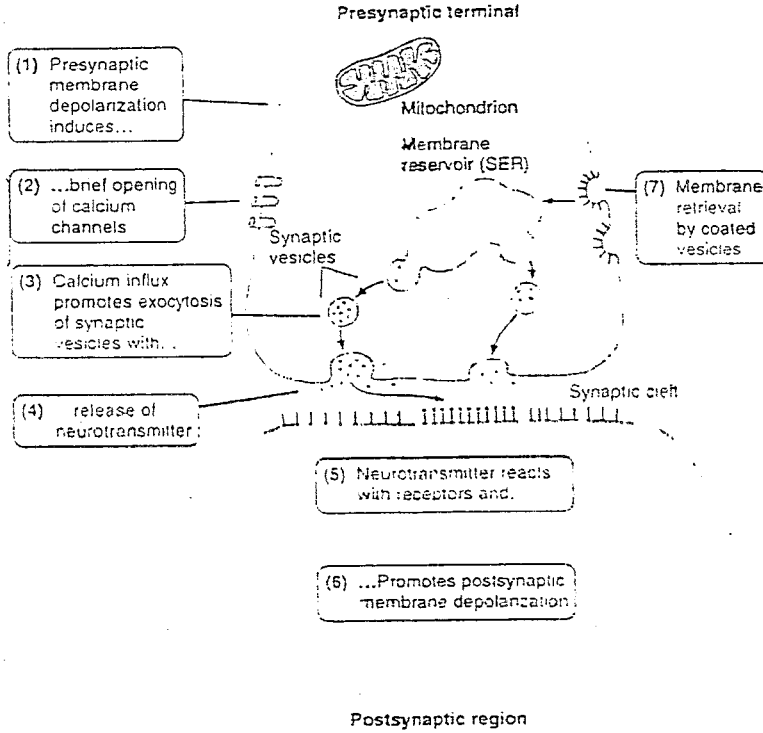 Presynaptic terminal
(1) Presynaptic
membrane
depolarization
induces...
Mitochondrion
Membrane
reservoir (SER)
(2) ...brief opening
of calcium
channels
(7) Membrane
retrieval
by coated
vesicles
Synaptic
vesicles
(3) Calcium influx
promotes exocytosis
of synaptic
vesicles with...
Synaptic cleft
(4) release of
neurotransmitter
(5) Neurotransmitter reacts
with receptors and.
(6) ...Promotes postsynaptic
membrane depolarization
Postsynaptic region